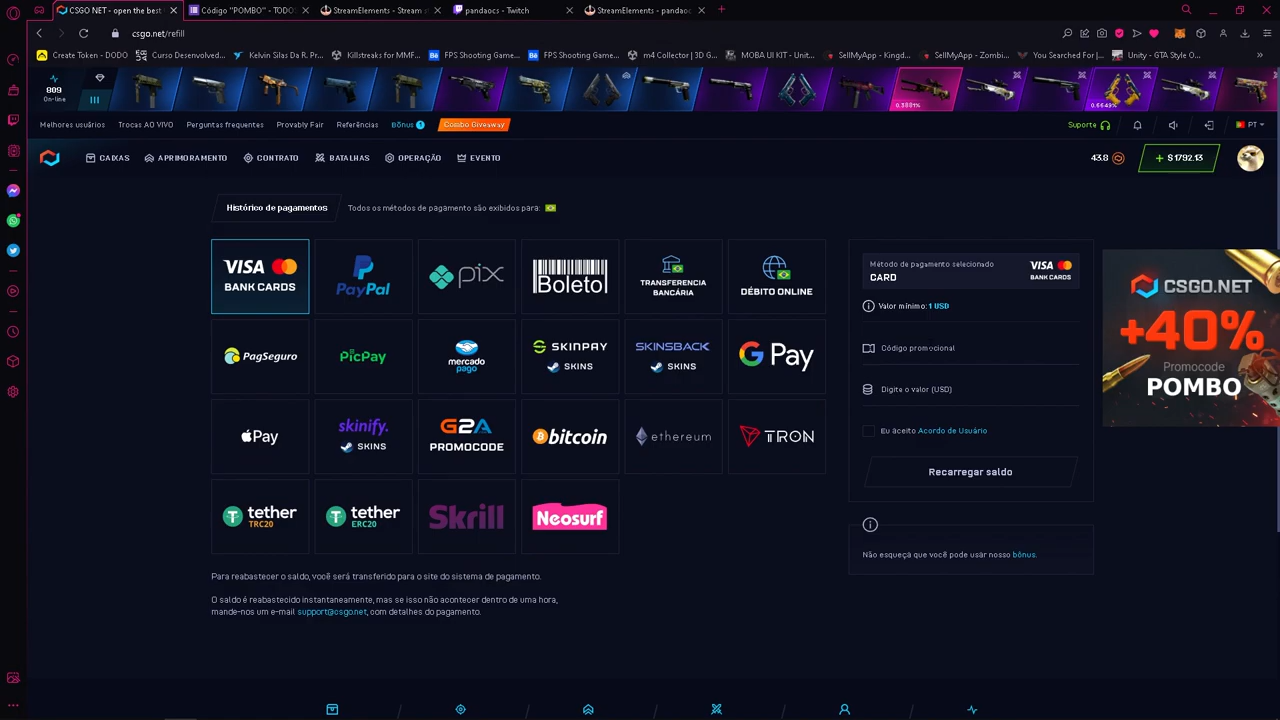 CSGO.NET - open the best
Código "POMBO" - TODO:
StreamElements - Stream s
pandaocs - Twitch
StreamElements - pandaoc
csgo.net/refill
Create Token - DODO
Curso Desenvolved...
Kelvin Silas Da R. Pr...
Killstreaks for MMF...
FPS Shooting Game...
FPS Shooting Game...
m4 Collector | 3D G...
MOBA UI KIT - Unit...
SellMyApp - Kingd...
SellMyApp - Zombi...
You Searched For |...
Unity - GTA Style O...
809
On-line
0.3881%
0.6649%
Melhores usuários
Trocas AO VIVO
Perguntas frequentes
Provably Fair
Referências
Bônus
Combo Giveaway
Suporte
PT
CAIXAS
APRIMORAMENTO
CONTRATO
BATALHAS
OPERAÇÃO
EVENTO
43.8
+ $ 1792.13
Histórico de pagamentos
Todos os métodos de pagamento são exibidos para:
VISA
BANK CARDS
PayPal
PIX
Boleto
TRANSFERENCIA
BANCÁRIA
DÉBITO ONLINE
PagSeguro
PicPay
mercado
pago
SKINPAY
SKINS
SKINSBACK
SKINS
G Pay
Pay
skinify.
SKINS
G2A
PROMOCODE
bitcoin
ethereum
TRON
tether
TRC20
tether
ERC20
Skrill
Neosurf
Método de pagamento selecionado
CARD
VISA
BANK CARDS
Valor mínimo: 1 USD
Código promocional
Digite o valor (USD)
Eu aceito Acordo de Usuário
Recarregar saldo
Não esqueça que você pode usar nosso bônus.
CSGO.NET
+40%
Promocode
POMBO
Para reabastecer o saldo, você será transferido para o site do sistema de pagamento.
O saldo é reabastecido instantaneamente, mas se isso não acontecer dentro de uma hora,
mande-nos um e-mail support@csgo.net, com detalhes do pagamento.